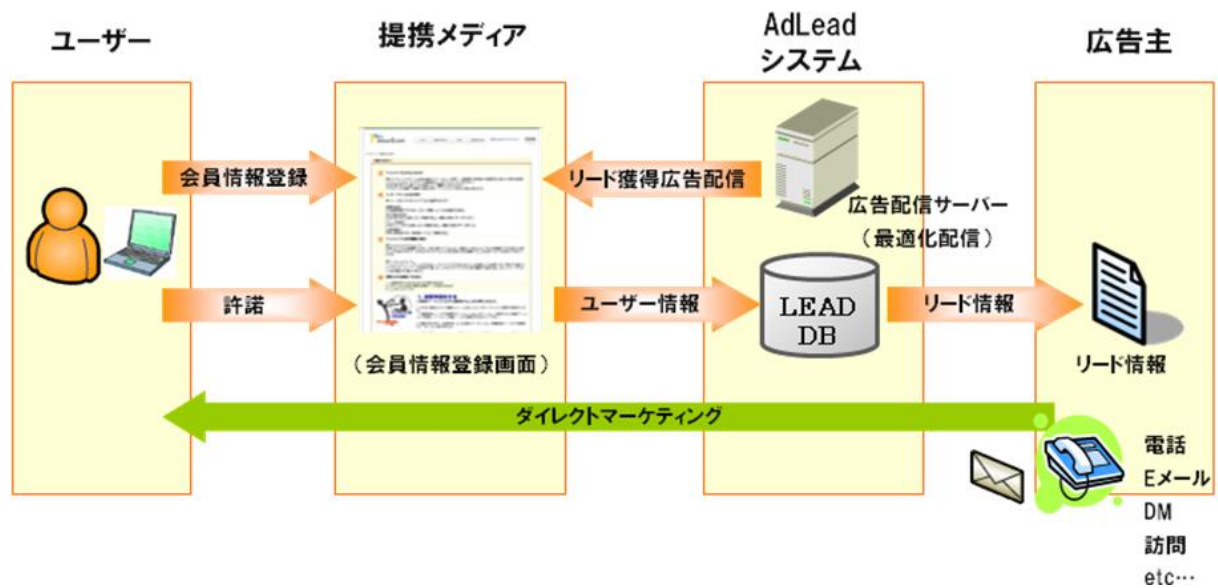 ユーザー
提携メディア
AdLead
システム
広告主
会員情報登録
リード獲得広告配信
広告配信サーバー
（最適化配信）
許諾
ユーザー情報
LEAD
DB
リード情報
（会員情報登録画面）
リード情報
ダイレクトマーケティング
電話
Eメール
DM
訪問
etc…